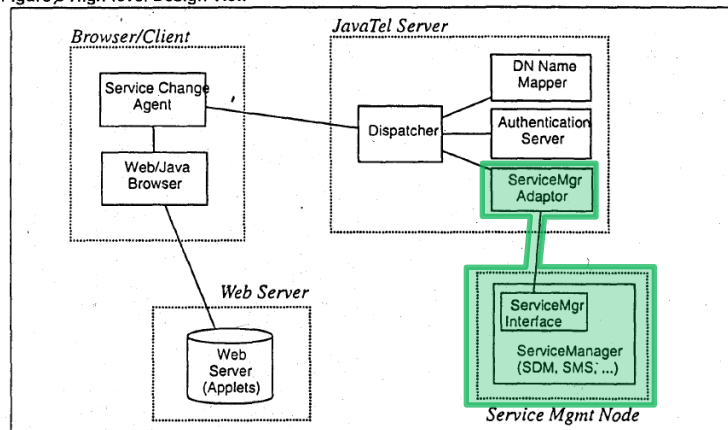 Browser/Client
JavaTel Server
Service Change
Agent
DN Name
Mapper
Dispatcher
Authentication
Server
Web/Java
Browser
ServiceMgr
Adaptor
Web Server
Web
Server
(Applets)
ServiceMgr
Interface
ServiceManager
(SDM, SMS, ...)
Service Mgmt Node